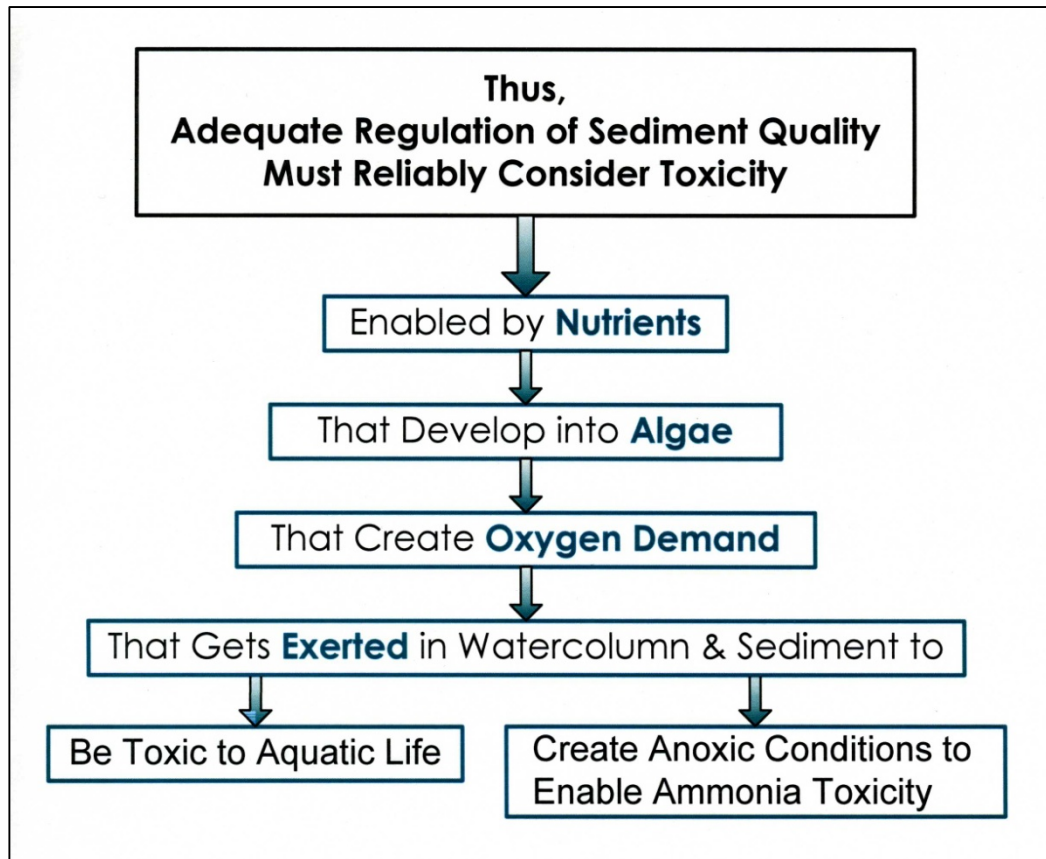 Thus,
Adequate Regulation of Sediment Quality
Must Reliably Consider Toxicity
Enabled by Nutrients
That Develop into Algae
That Create Oxygen Demand
That Gets Exerted in Watercolumn & Sediment to
Be Toxic to Aquatic Life
Create Anoxic Conditions to
Enable Ammonia Toxicity